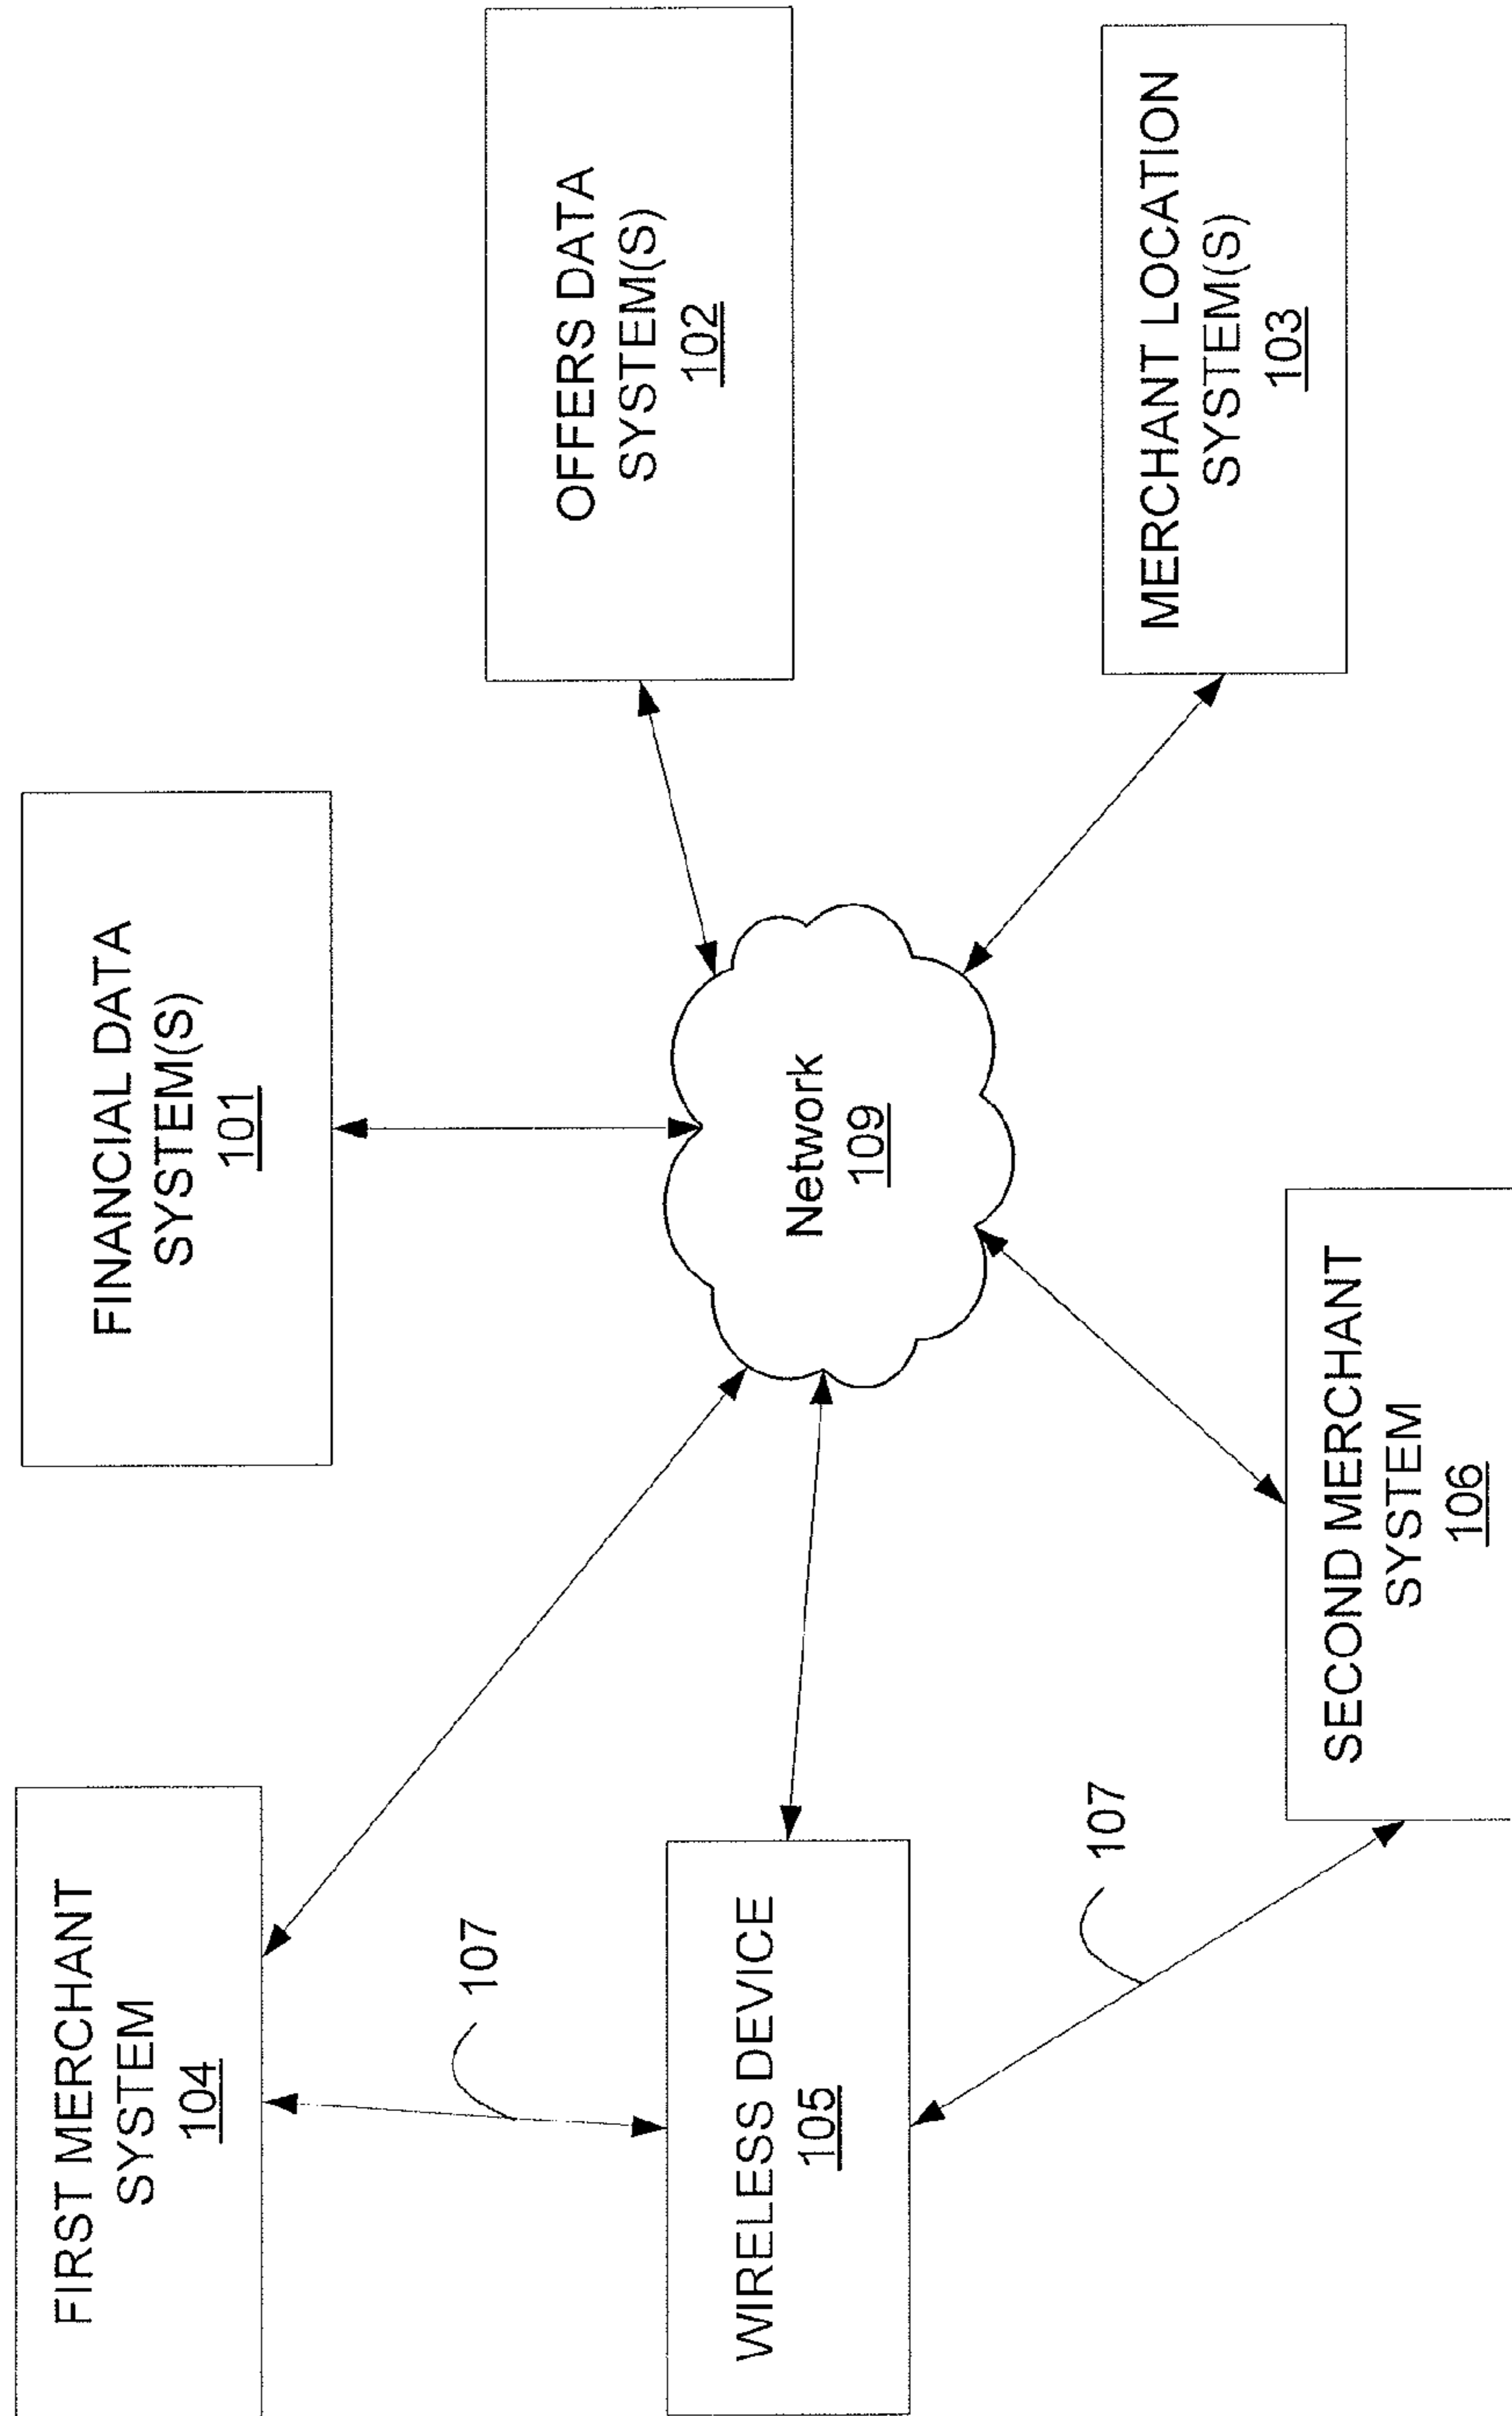 FIRST MERCHANT
SYSTEM
104
FINANCIAL DATA
SYSTEM(S)
101
107
OFFERS DATA
SYSTEM(S)
102
WIRELESS DEVICE
105
Network
109
107
MERCHANT LOCATION
SYSTEM(S)
103
SECOND MERCHANT
SYSTEM
106